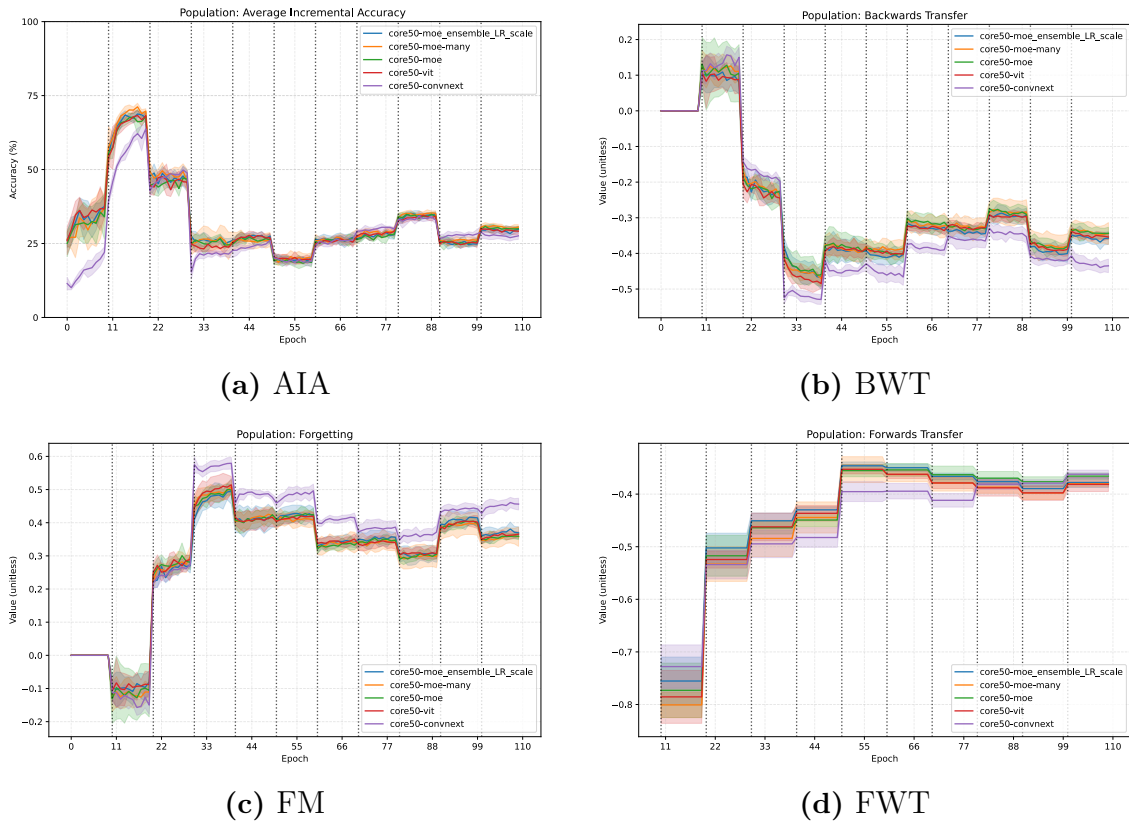 Population: Average Incremental Accuracy
100
75
50
25
0
Accuracy (%)
core50-moe_ensemble_LR_scale
core50-moe-many
core50-moe
core50-vit
core50-convnext
0 11 22 33 44 55 66 77 88 99 110
Epoch
(a) AIA
Population: Backwards Transfer
0.2
0.1
0.0
−0.1
−0.2
−0.3
−0.4
−0.5
Value (unitless)
core50-moe_ensemble_LR_scale
core50-moe-many
core50-moe
core50-vit
core50-convnext
0 11 22 33 44 55 66 77 88 99 110
Epoch
(b) BWT
Population: Forgetting
0.6
0.5
0.4
0.3
0.2
0.1
0.0
−0.1
−0.2
Value (unitless)
core50-moe_ensemble_LR_scale
core50-moe-many
core50-moe
core50-vit
core50-convnext
0 11 22 33 44 55 66 77 88 99 110
Epoch
(c) FM
Population: Forwards Transfer
−0.4
−0.5
−0.6
−0.7
−0.8
Value (unitless)
core50-moe_ensemble_LR_scale
core50-moe-many
core50-moe
core50-vit
core50-convnext
11 22 33 44 55 66 77 88 99 110
Epoch
(d) FWT